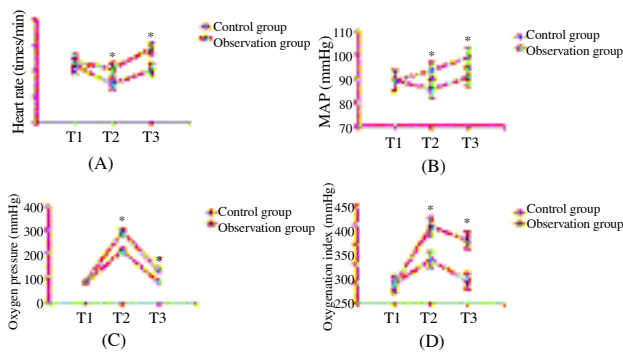 Heart rate (times/min)
*
*
T1 T2 T3
Control group
Observation group
(A)
MAP (mmHg)
110
100
90
80
70
*
*
T1 T2 T3
Control group
Observation group
(B)
Oxygen pressure (mmHg)
400
300
200
100
0
*
*
T1 T2 T3
Control group
Observation group
(C)
Oxygenation index (mmHg)
450
400
350
300
250
*
*
T1 T2 T3
Control group
Observation group
(D)